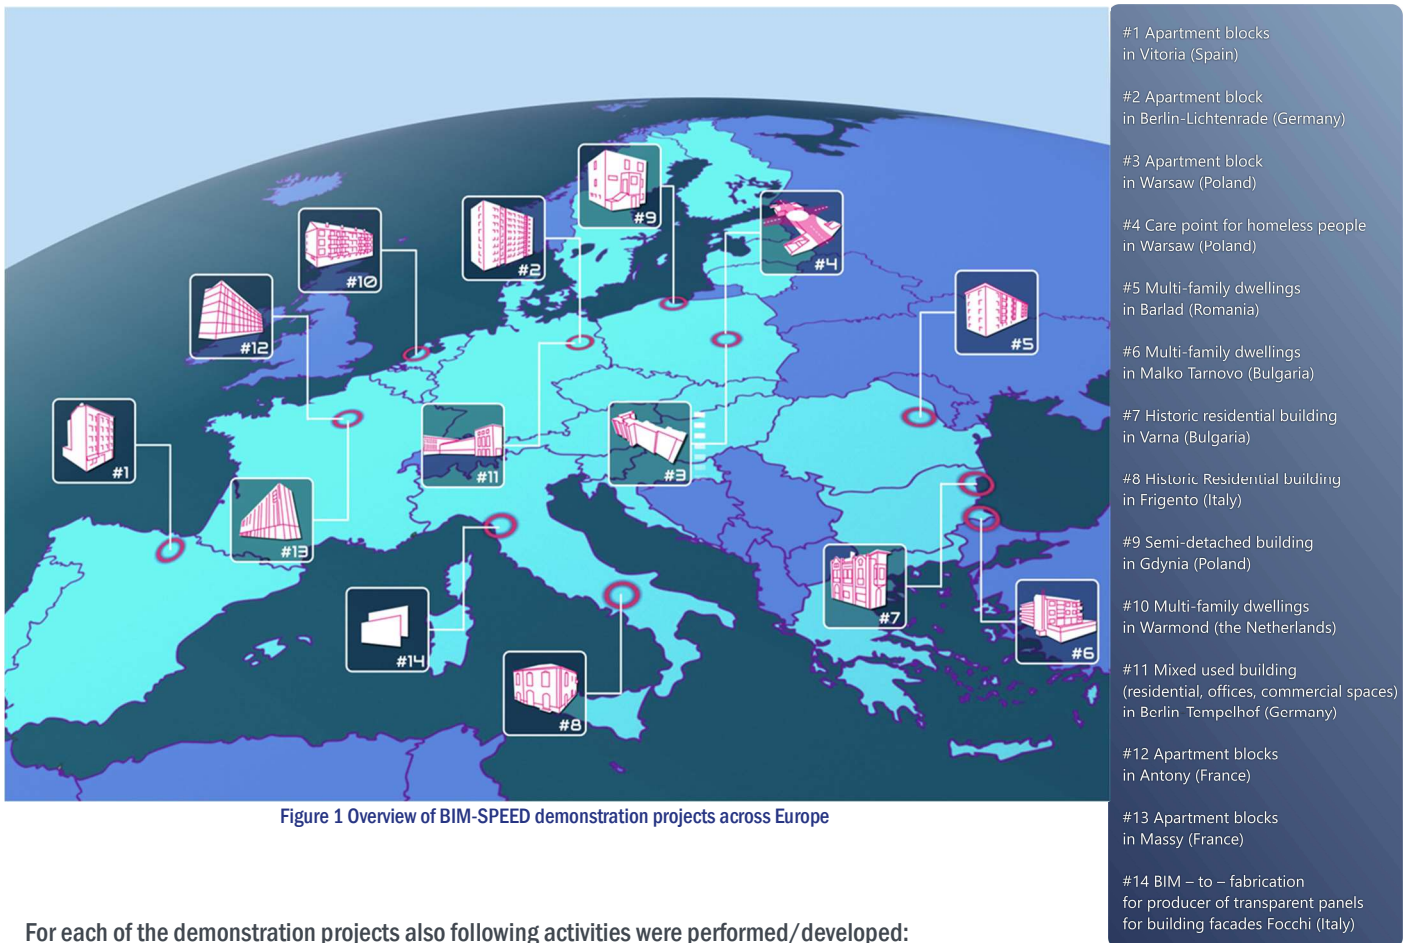 #9
#2
#4
#10
#12
#5
#1
#11
#3
#13
#7
#14
#6
#8
Figure 1 Overview of BIM-SPEED demonstration projects across Europe
For each of the demonstration projects also following activities were performed/developed:
#1 Apartment blocks
in Vitoria (Spain)
#2 Apartment block
in Berlin-Lichtenrade (Germany)
#3 Apartment block
in Warsaw (Poland)
#4 Care point for homeless people
in Warsaw (Poland)
#5 Multi-family dwellings
in Barlad (Romania)
#6 Multi-family dwellings
in Malko Tarnovo (Bulgaria)
#7 Historic residential building
in Varna (Bulgaria)
#8 Historic Residential building
in Frigento (Italy)
#9 Semi-detached building
in Gdynia (Poland)
#10 Multi-family dwellings
in Warmond (the Netherlands)
#11 Mixed used building
(residential, offices, commercial spaces)
in Berlin-Tempelhof (Germany)
#12 Apartment blocks
in Antony (France)
#13 Apartment blocks
in Massy (France)
#14 BIM – to – fabrication
for producer of transparent panels
for building facades Focchi (Italy)